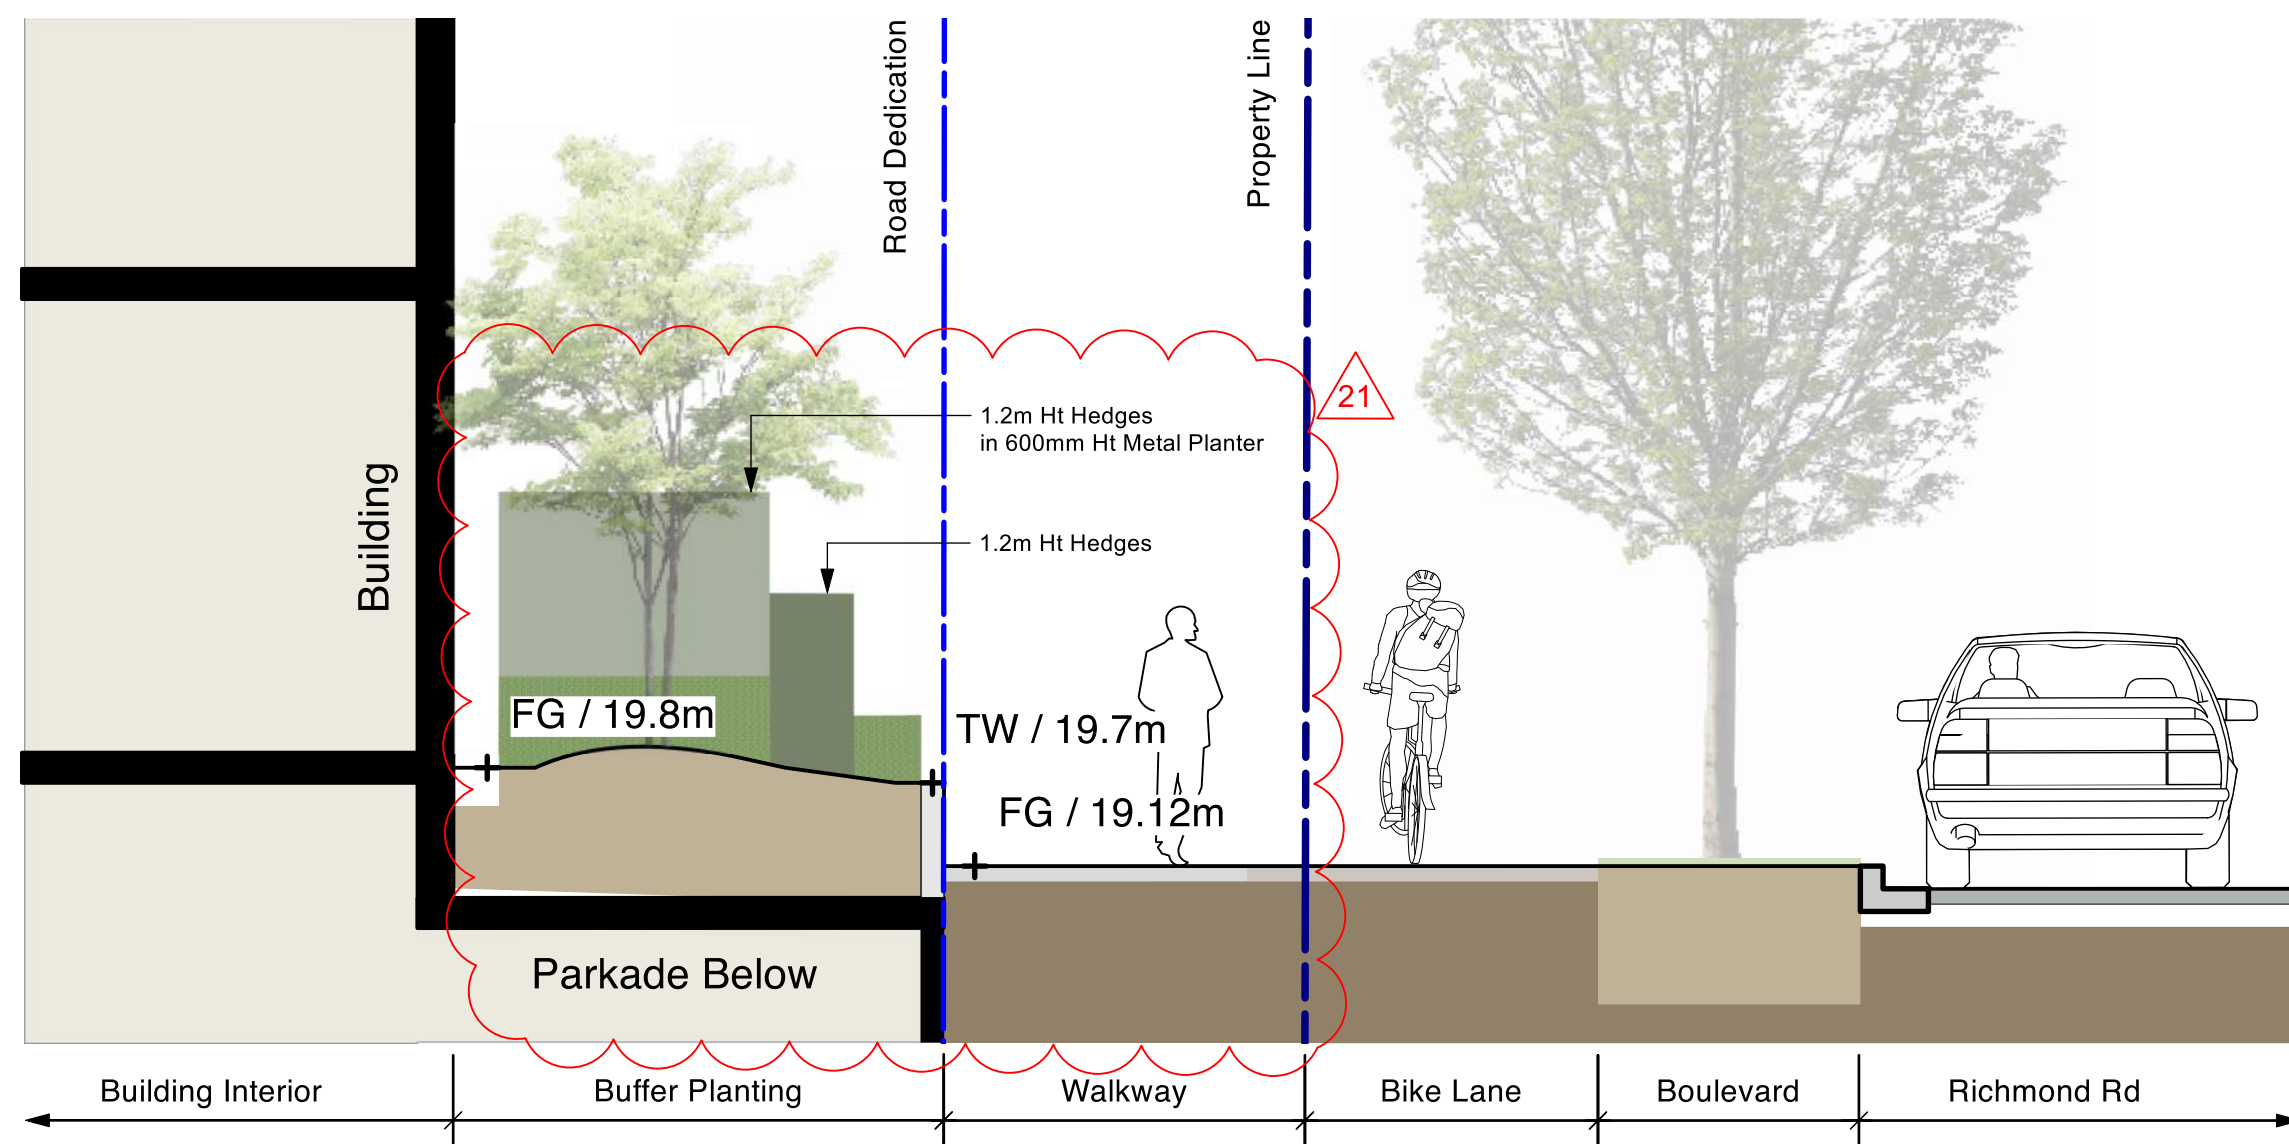 Road Dedication
Property Line
21
1.2m Ht Hedges
in 600mm Ht Metal Planter
Building
1.2m Ht Hedges
FG / 19.8m
TW / 19.7m
FG / 19.12m
Parkade Below
Building Interior
Buffer Planting
Walkway
Bike Lane
Boulevard
Richmond Rd